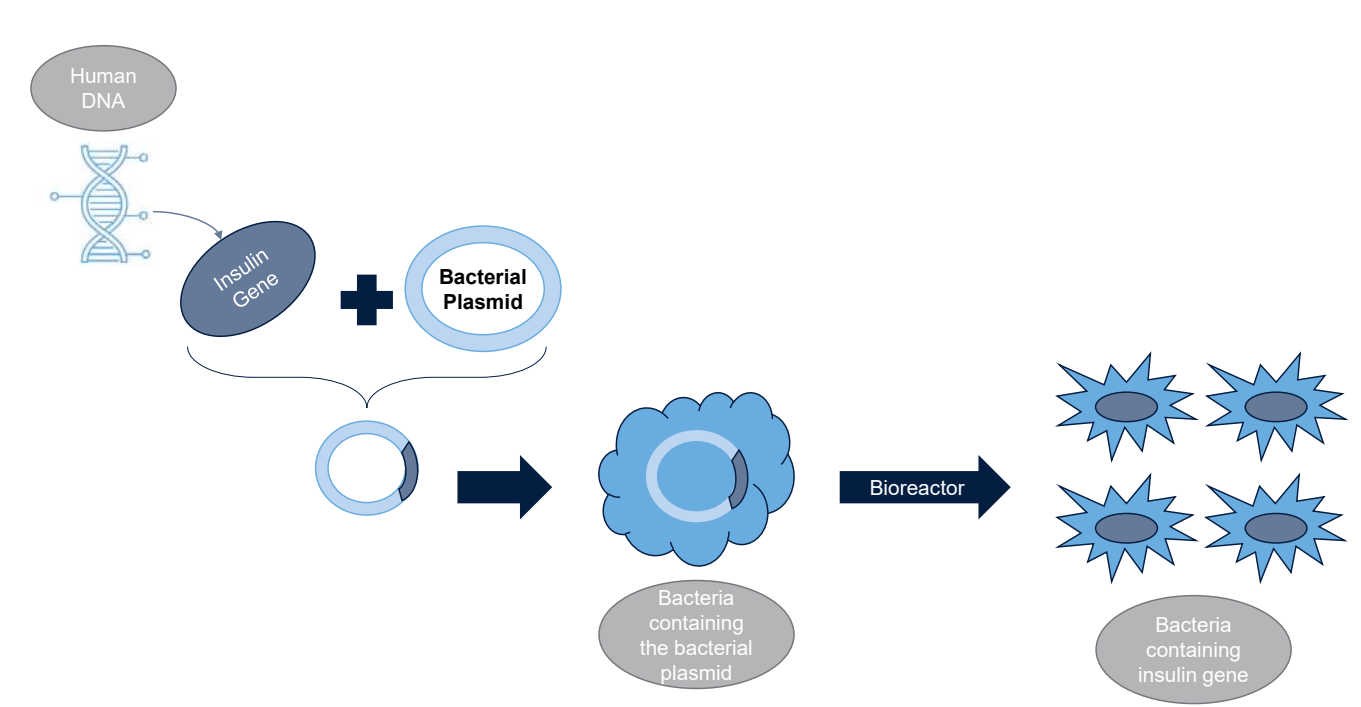 Human
DNA
Insulin
Gene
Bacterial
Plasmid
Bioreactor
Bacteria
containing
the bacterial
plasmid
Bacteria
containing
insulin gene